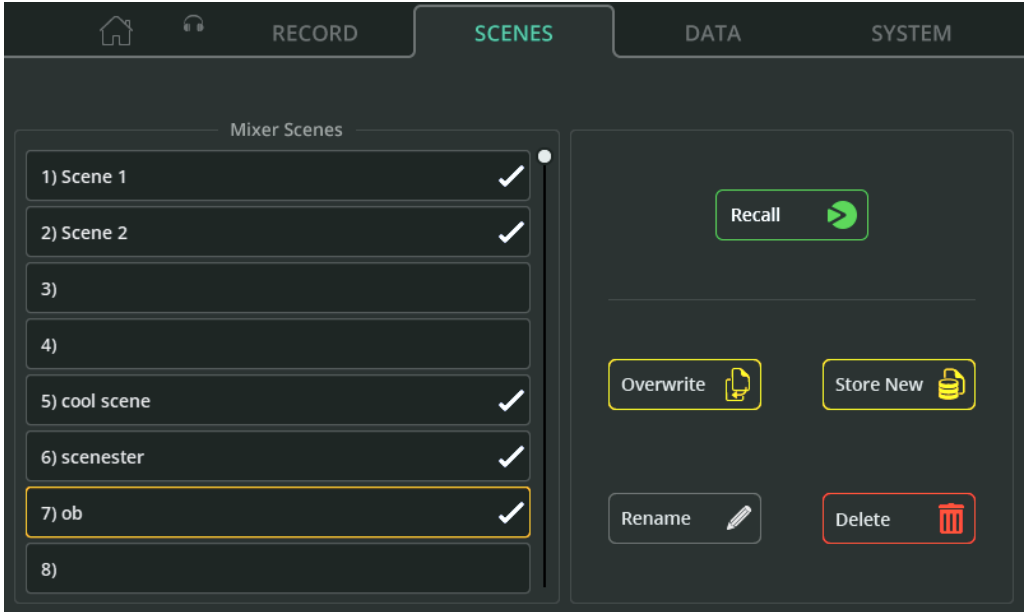 RECORD
SCENES
DATA
SYSTEM
Mixer Scenes
1) Scene 1
2) Scene 2
3)
4)
5) cool scene
6) scenester
7) ob
8)
Recall
Overwrite
Store New
Rename
Delete